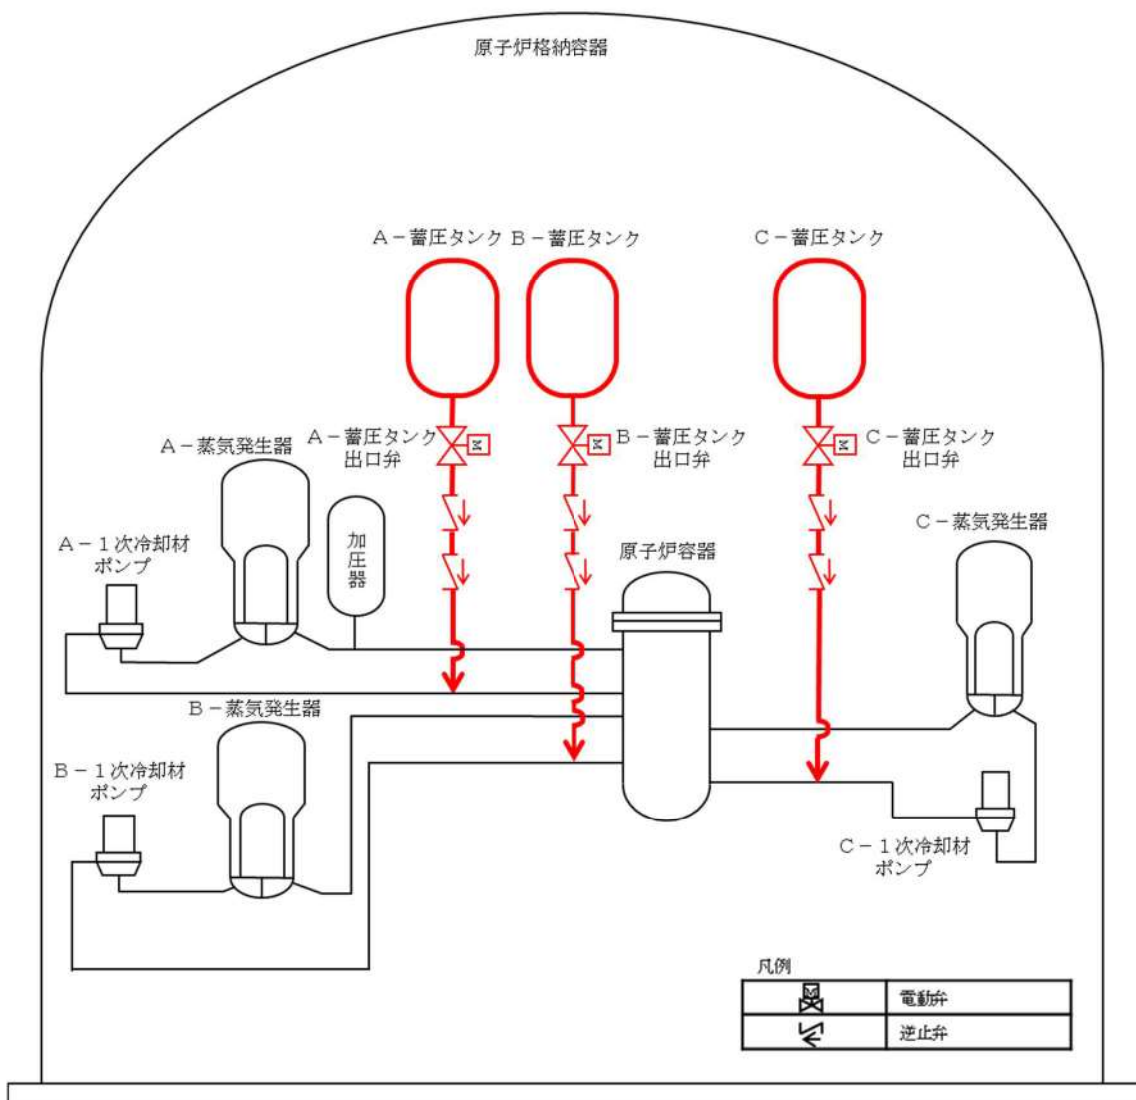 原子炉格納容器
A-蓄圧タンク B-蓄圧タンク C-蓄圧タンク
A-蒸気発生器
A-蓄圧タンク
出口弁
M
M
B-蓄圧タンク
出口弁
M
C-蓄圧タンク
出口弁
A-1次冷却材
ポンプ
加圧器
原子炉容器
C-蒸気発生器
B-蒸気発生器
B-1次冷却材
ポンプ
C-1次冷却材
ポンプ
凡例
M
電動弁
逆止弁